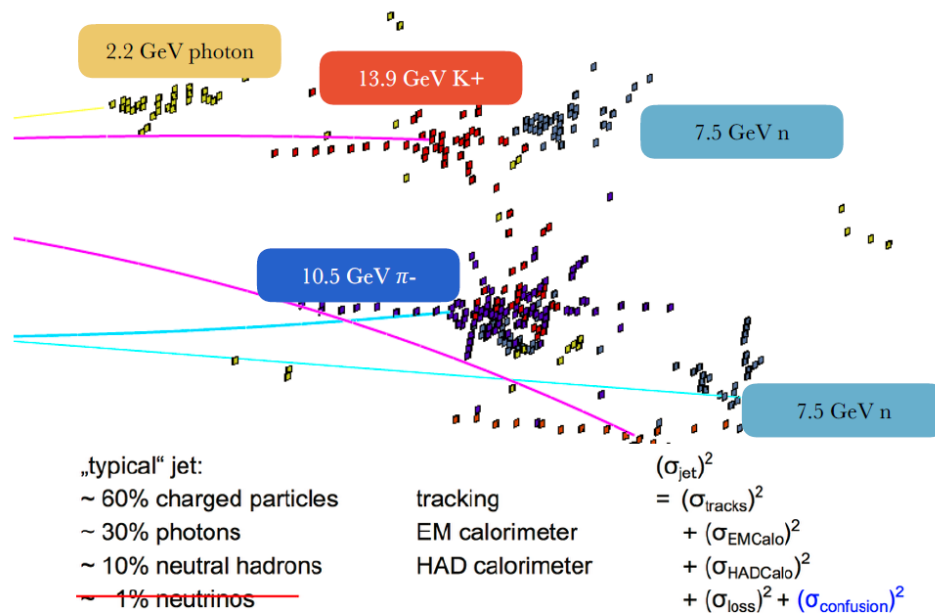 2.2 GeV photon
13.9 GeV K+
7.5 GeV n
10.5 GeV π-
7.5 GeV n
„typical“ jet:
~ 60% charged particles
~ 30% photons
~ 10% neutral hadrons
~ 1% neutrinos
tracking
EM calorimeter
HAD calorimeter
(σjet)²
= (σtracks)²
+ (σEMCalo)²
+ (σHADCalo)²
+ (σloss)² + (σconfusion)²